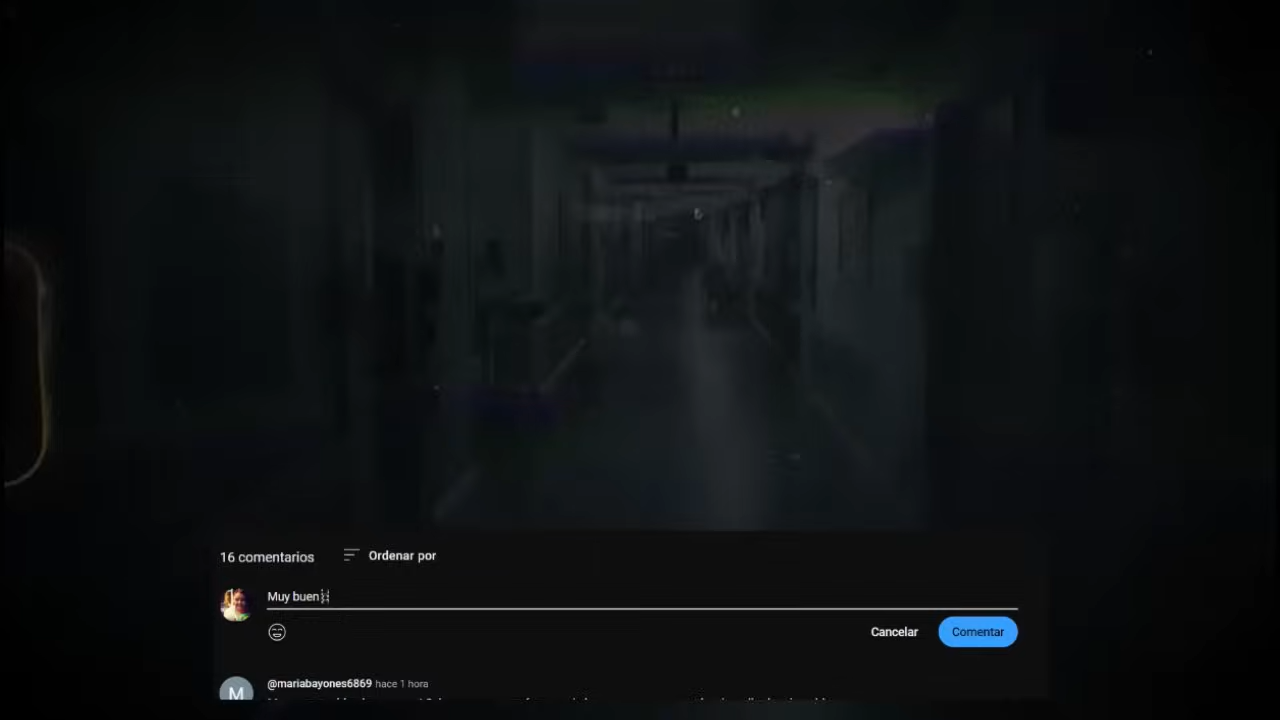 16 comentarios
Ordenar por
Muy buen
Cancelar
Comentar
M
@mariabayones6869 hace 1 hora